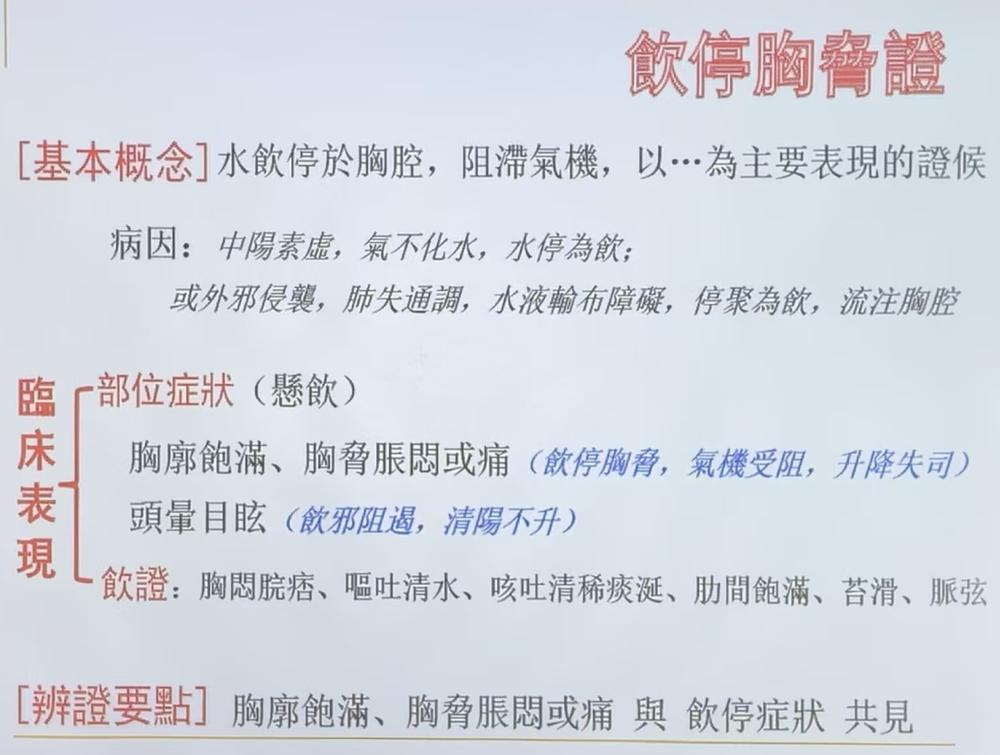 飲停胸脅證
[基本概念]水飲停於胸腔，阻滯氣機，以…為主要表現的證候
病因：中陽素虛，氣不化水，水停為飲；
或外邪侵襲，肺失通調，水液輸布障礙，停聚為飲，流注胸腔
臨床表現
部位症狀（懸飲）
胸廓飽滿、胸脅脹悶或痛（飲停胸脅，氣機受阻，升降失司）
頭暈目眩（飲邪阻遏，清陽不升）
飲證：胸悶脘痞、嘔吐清水、咳吐清稀痰涎、肋間飽滿、苔滑、脈弦
[辨證要點] 胸廓飽滿、胸脅脹悶或痛 與 飲停症狀 共見